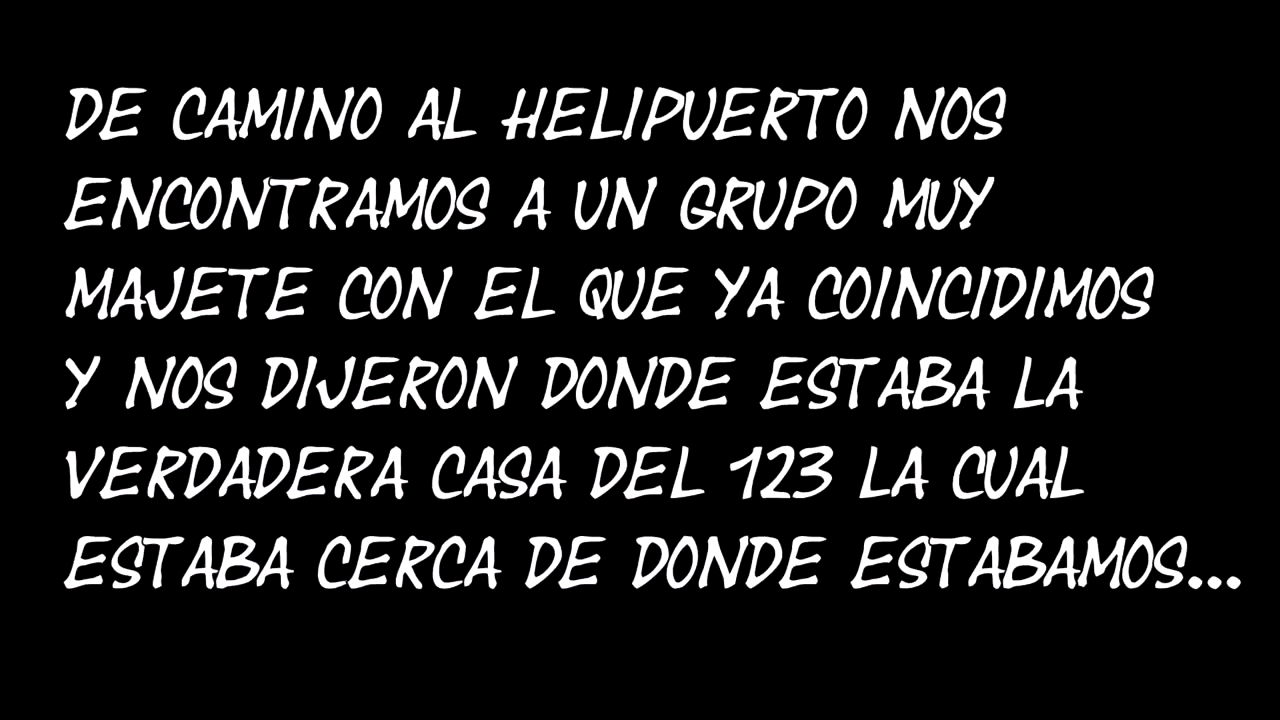 DE CAMINO AL HELIPUERTO NOS
ENCONTRAMOS A UN GRUPO MUY
MAJETE CON EL QUE YA COINCIDIMOS
Y NOS DIJERON DONDE ESTABA LA
VERDADERA CASA DEL 123 LA CUAL
ESTABA CERCA DE DONDE ESTABAMOS...